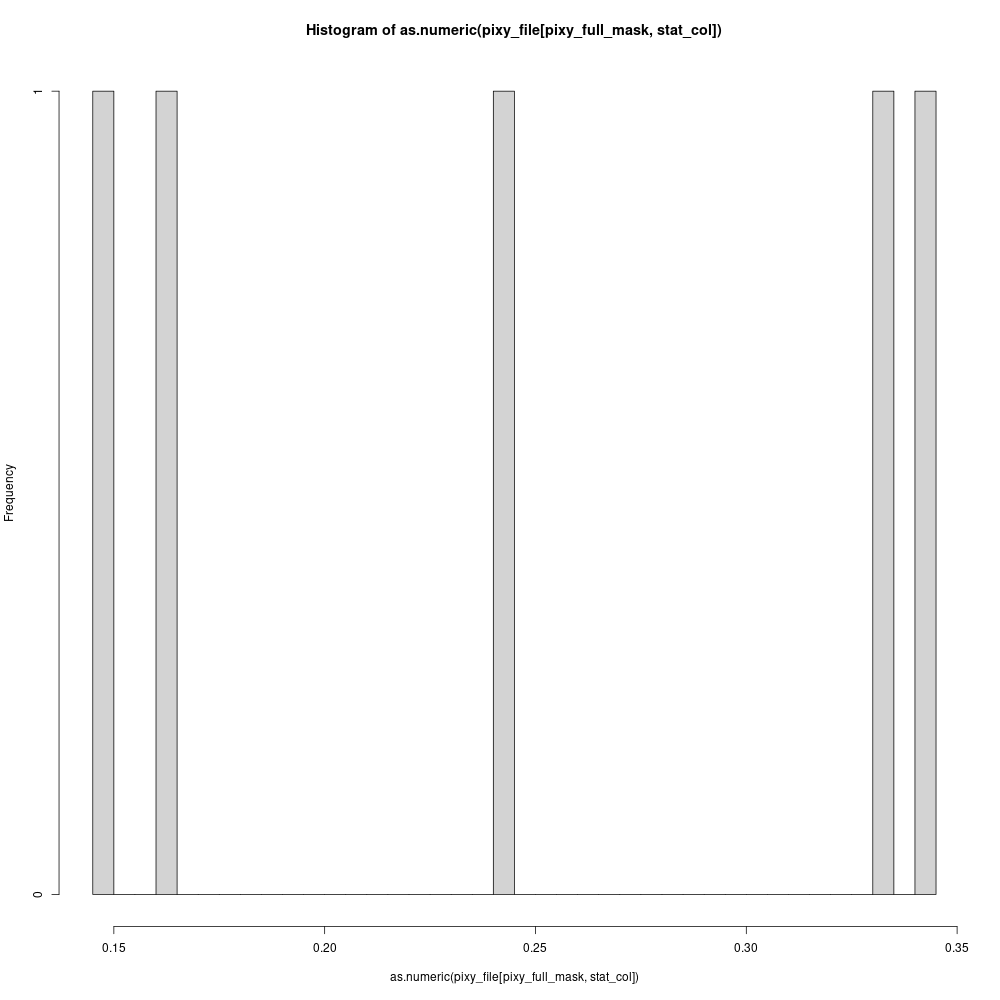 Histogram of as.numeric(pixy_file[pixy_full_mask, stat_col])
1
Frequency
0
0.15 0.20 0.25 0.30 0.35
as.numeric(pixy_file[pixy_full_mask, stat_col])